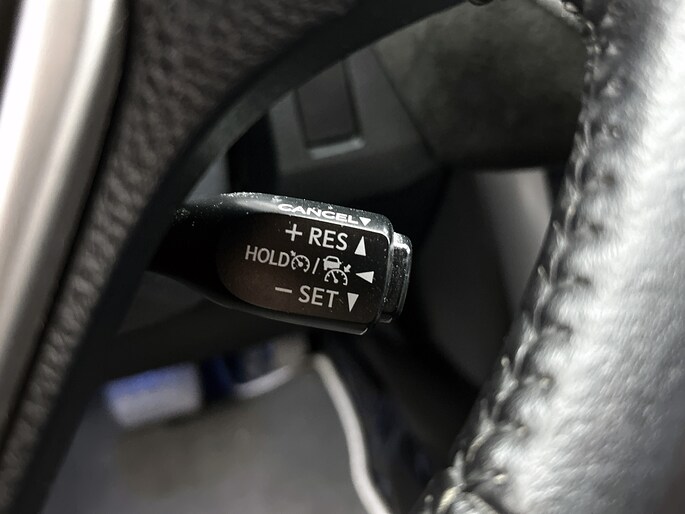 CANCEL▼
+ RES ▲
HOLD / ◀
− SET ▼